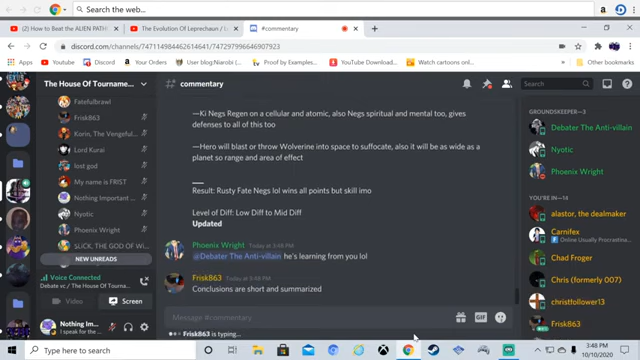 Search the web...
(2) How to Beat the ALIEN PATH
The Evolution Of Leprechaun /
#commentary
discord.com/channels/747114984462614641/747297996646907923
Apps
YouTube
Discord
Your Orders
User blog:Narobi
Proof by Examples...
YouTube Download...
Watch cartoons onl...
The House Of Tourname...
commentary
Search
Fatefulbrawl
Frisk863
Korin, The Vengeful
Lord Kurai
lost god
My name is FRIST
Nothing Important
Nyotic
Phoenix Wright
SLICK, THE GOD OF Wi
NEW UNREADS
Voice Connected
Debate vc / The House Of Tourna...
Video
Screen
Nothing Im...
I speak for the...
—Ki Negs Regen on a cellular and atomic, also Negs spiritual and mental too, gives
defenses to all of this too
—Hero will blast or throw Wolverine into space to suffocate, also it will be as wide as a
planet so range and area of effect
Result: Rusty Fate Negs lol wins all points but skill imo
Level of Diff: Low Diff to Mid Diff
Updated
Phoenix Wright Today at 3:48 PM
@Debater The Anti-villain he's learning from you lol
Frisk863 Today at 3:48 PM
Conclusions are short and summarized
Message #commentary
GIF
Frisk863 is typing...
GROUNDSKEEPER—3
Debater The Anti-villain
Nyotic
Phoenix Wright
YOU'RE IN—14
alastor, the dealmaker
Carnifex
Online Usually Procrastina...
Chad Froger
Chris (formerly 007)
christfollower13
Frisk863
Type here to search
3:48 PM
10/10/2020